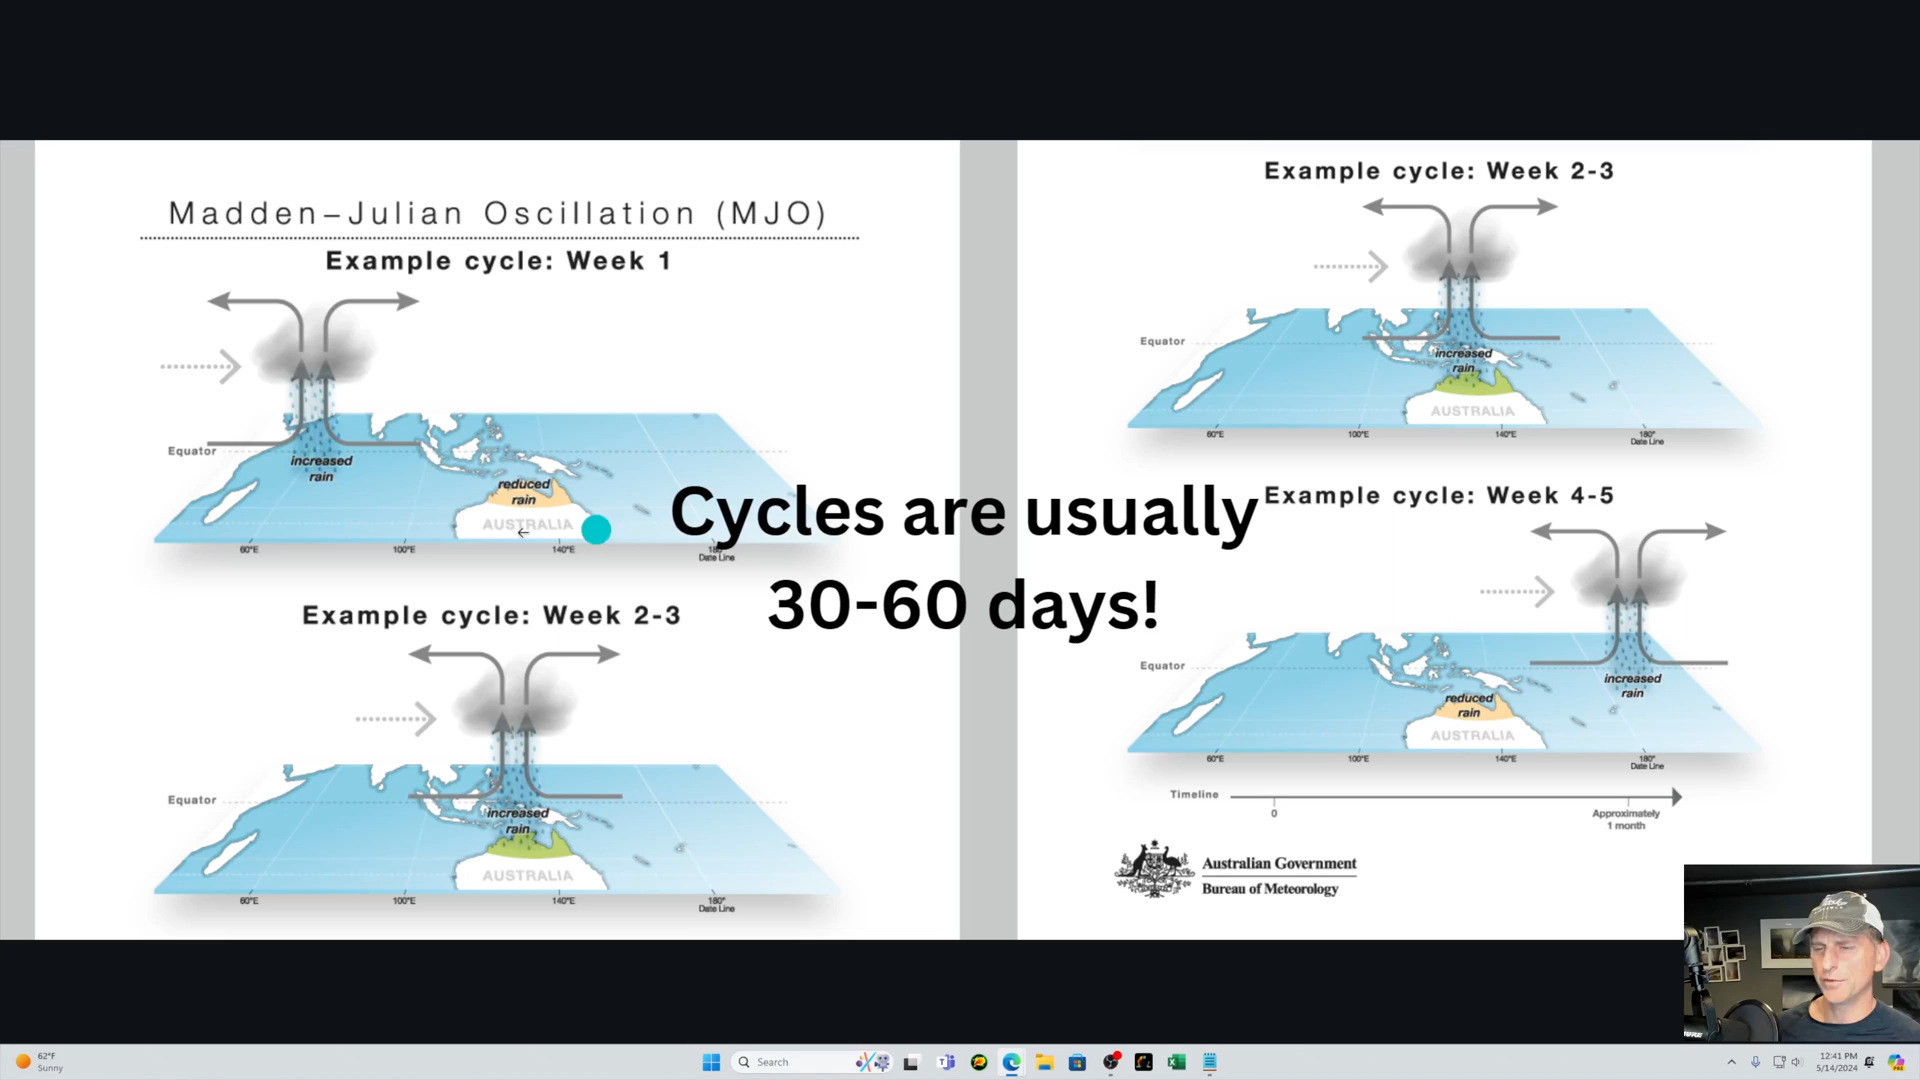 Madden–Julian Oscillation (MJO)
Example cycle: Week 1
Equator
increased
rain
reduced
rain
AUSTRALIA
60°E
100°E
140°E
180°
Date Line
Example cycle: Week 2-3
Equator
increased
rain
AUSTRALIA
60°E
100°E
140°E
180°
Date Line
Cycles are usually
30-60 days!
Example cycle: Week 2-3
Equator
increased
rain
AUSTRALIA
60°E
100°E
140°E
180°
Date Line
Example cycle: Week 4-5
Equator
increased
rain
reduced
rain
AUSTRALIA
60°E
100°E
140°E
180°
Date Line
Timeline
0
Approximately
1 month
Australian Government
Bureau of Meteorology
62°F
Sunny
Search
12:41 PM
5/14/2024